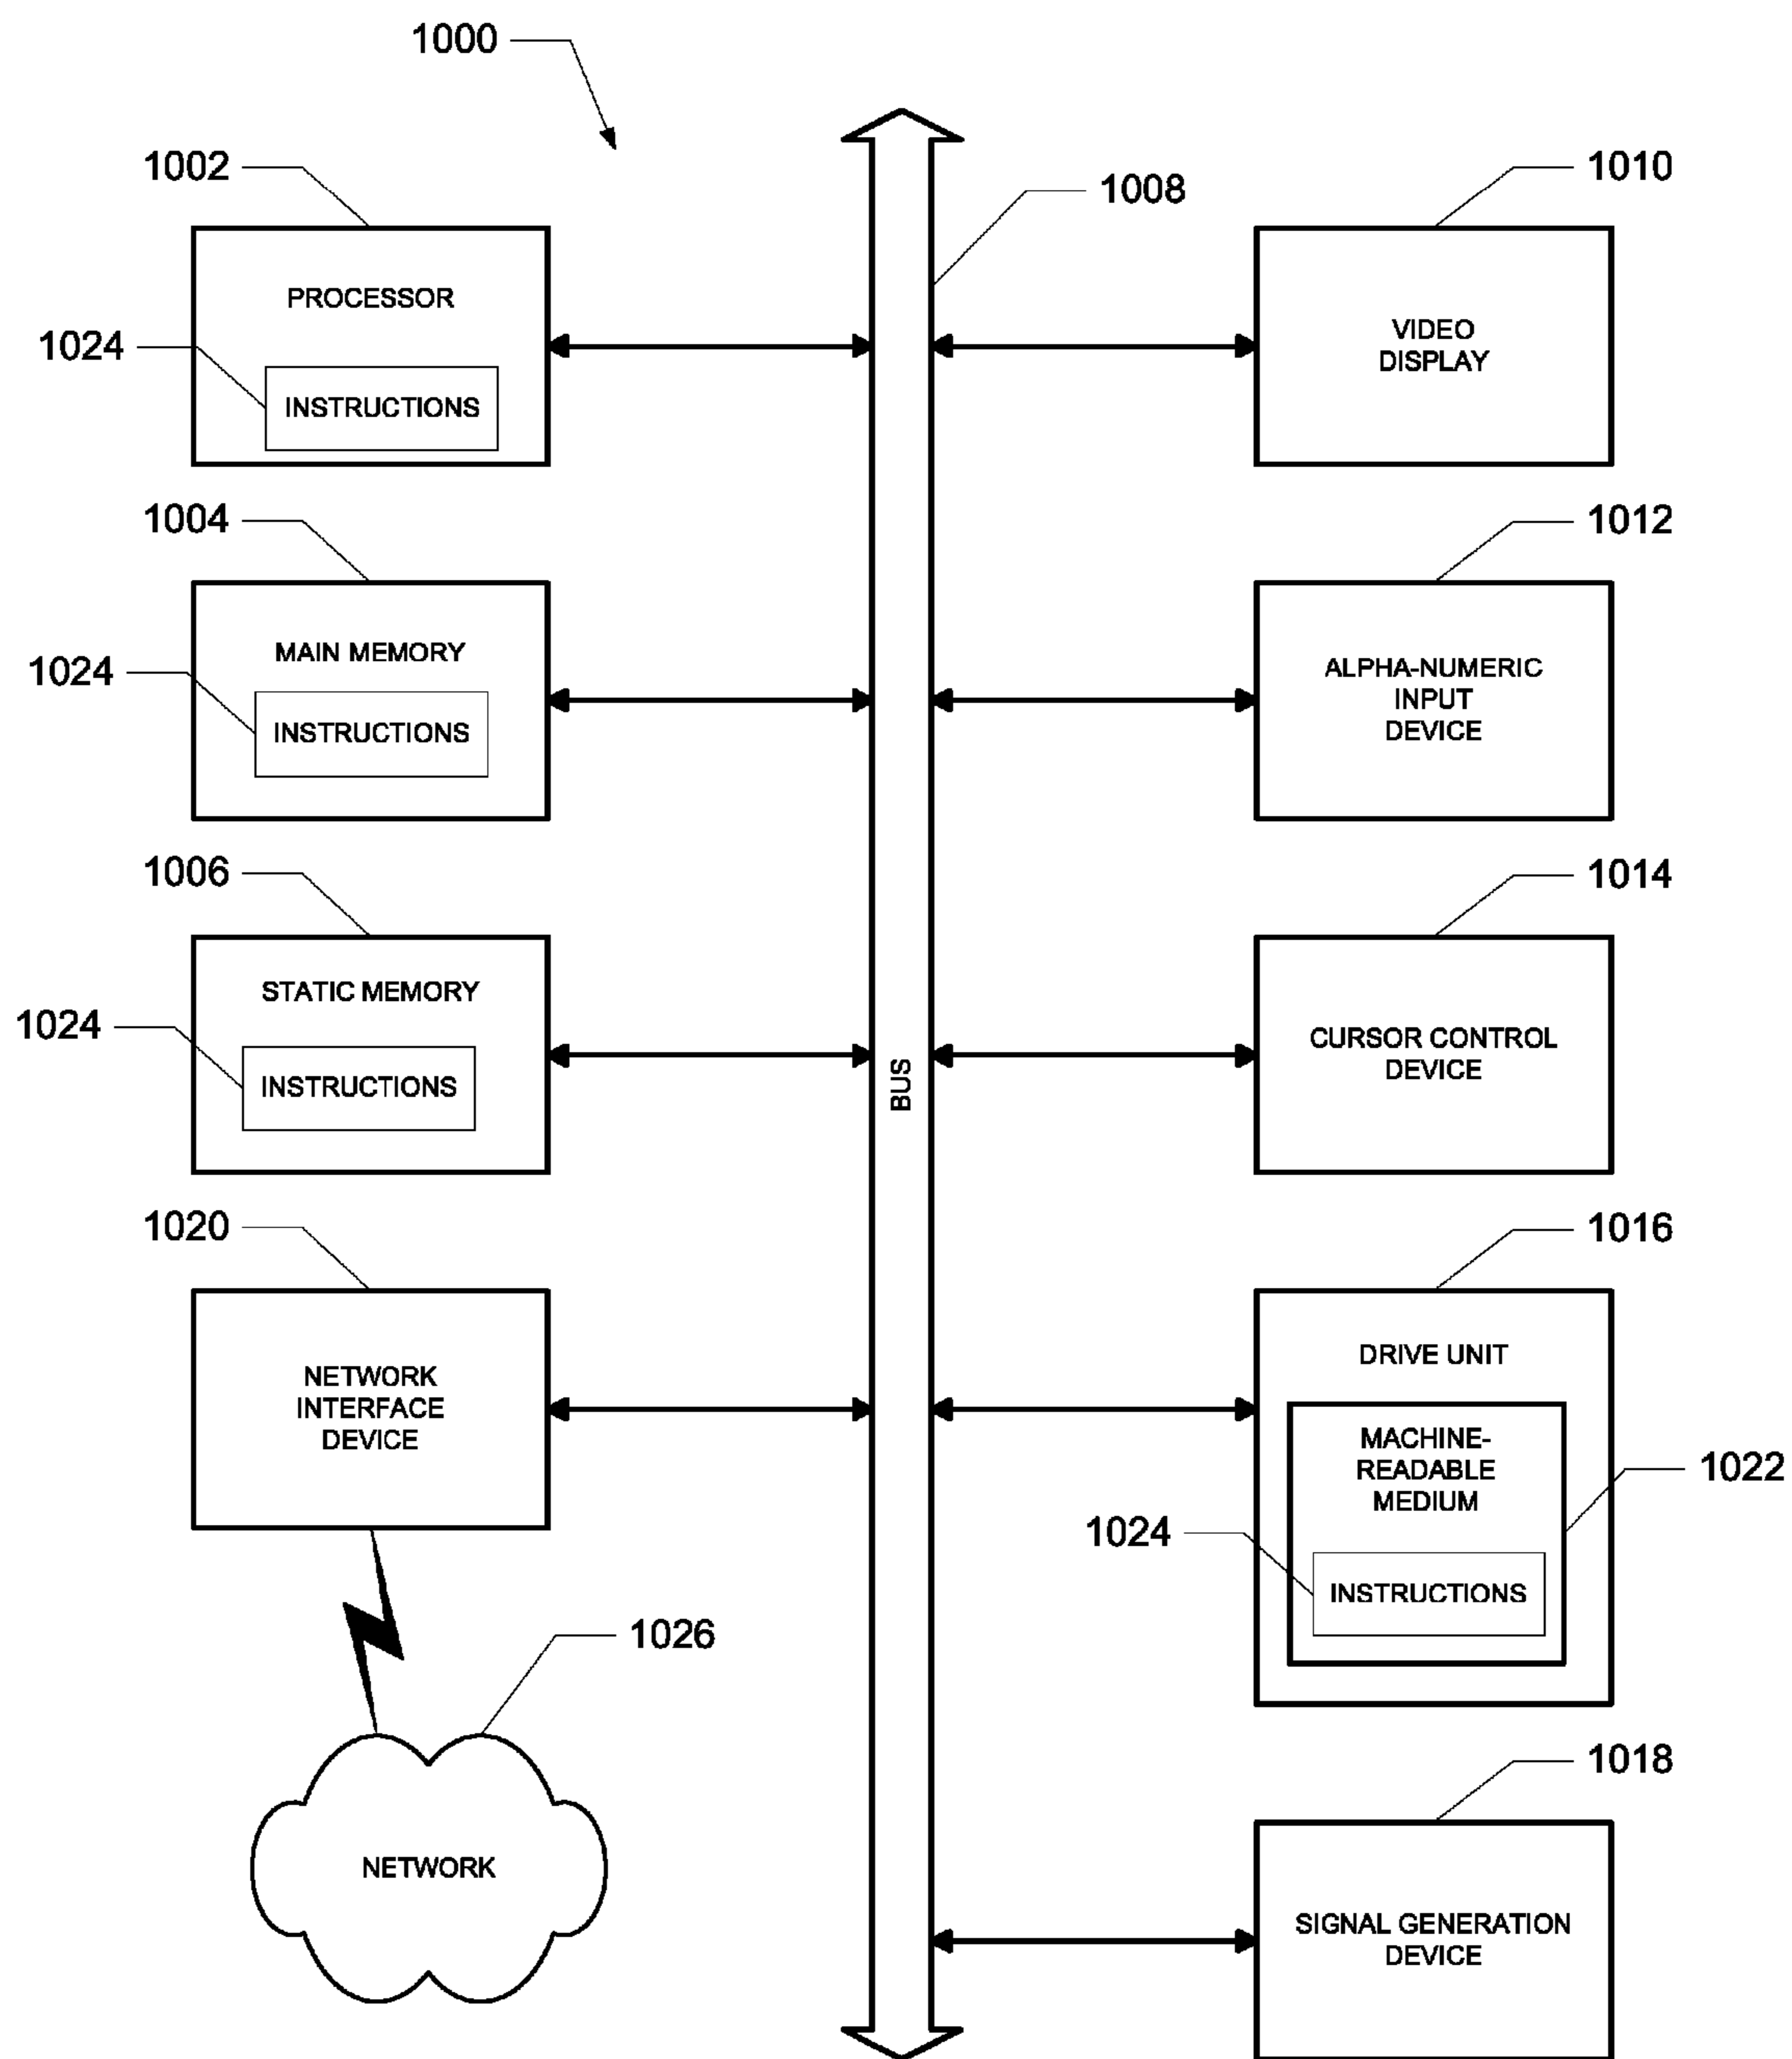 1000
1002
PROCESSOR
1024
INSTRUCTIONS
1004
MAIN MEMORY
1024
INSTRUCTIONS
1006
STATIC MEMORY
1024
INSTRUCTIONS
1020
NETWORK
INTERFACE
DEVICE
1026
NETWORK
1008
BUS
1010
VIDEO
DISPLAY
1012
ALPHA-NUMERIC
INPUT
DEVICE
1014
CURSOR CONTROL
DEVICE
1016
DRIVE UNIT
MACHINE-
READABLE
MEDIUM
1022
1024
INSTRUCTIONS
1018
SIGNAL GENERATION
DEVICE